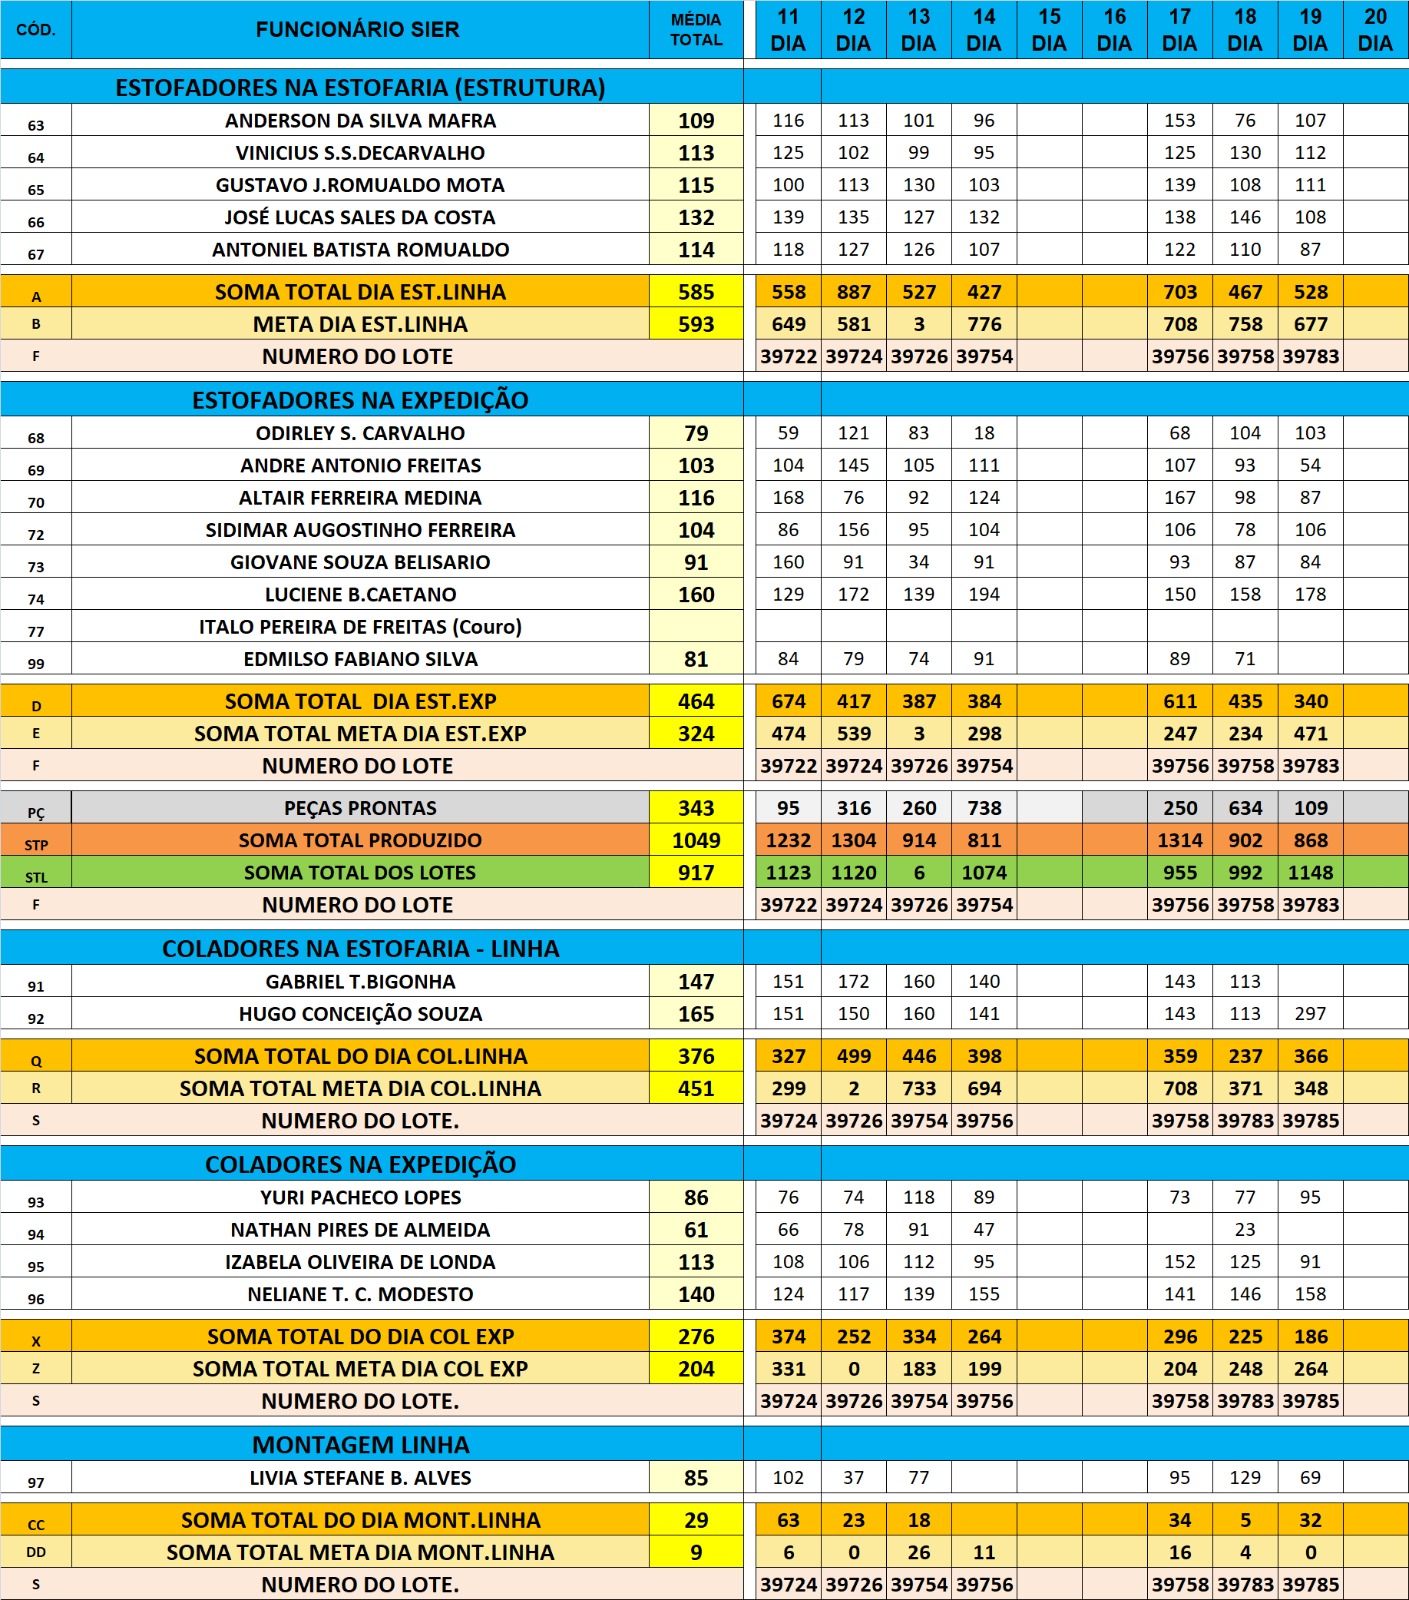 CÓD. FUNCIONÁRIO SIER MÉDIA TOTAL 11 DIA 12 DIA 13 DIA 14 DIA 15 DIA 16 DIA 17 DIA 18 DIA 19 DIA 20 DIA
ESTOFADORES NA ESTOFARIA (ESTRUTURA)
63 ANDERSON DA SILVA MAFRA 109 116 113 101 96 153 76 107
64 VINICIUS S.S.DECARVALHO 113 125 102 99 95 125 130 112
65 GUSTAVO J.ROMUALDO MOTA 115 100 113 130 103 139 108 111
66 JOSÉ LUCAS SALES DA COSTA 132 139 135 127 132 138 146 108
67 ANTONIEL BATISTA ROMUALDO 114 118 127 126 107 122 110 87
A SOMA TOTAL DIA EST.LINHA 585 558 887 527 427 703 467 528
B META DIA EST.LINHA 593 649 581 3 776 708 758 677
F NUMERO DO LOTE 39722 39724 39726 39754 39756 39758 39783
ESTOFADORES NA EXPEDIÇÃO
68 ODIRLEY S. CARVALHO 79 59 121 83 18 68 104 103
69 ANDRE ANTONIO FREITAS 103 104 145 105 111 107 93 54
70 ALTAIR FERREIRA MEDINA 116 168 76 92 124 167 98 87
72 SIDIMAR AUGOSTINHO FERREIRA 104 86 156 95 104 106 78 106
73 GIOVANE SOUZA BELISARIO 91 160 91 34 91 93 87 84
74 LUCIENE B.CAETANO 160 129 172 139 194 150 158 178
77 ITALO PEREIRA DE FREITAS (Couro)
99 EDMILSO FABIANO SILVA 81 84 79 74 91 89 71
D SOMA TOTAL DIA EST.EXP 464 674 417 387 384 611 435 340
E SOMA TOTAL META DIA EST.EXP 324 474 539 3 298 247 234 471
F NUMERO DO LOTE 39722 39724 39726 39754 39756 39758 39783
PÇ PEÇAS PRONTAS 343 95 316 260 738 250 634 109
STP SOMA TOTAL PRODUZIDO 1049 1232 1304 914 811 1314 902 868
STL SOMA TOTAL DOS LOTES 917 1123 1120 6 1074 955 992 1148
F NUMERO DO LOTE 39722 39724 39726 39754 39756 39758 39783
COLADORES NA ESTOFARIA - LINHA
91 GABRIEL T.BIGONHA 147 151 172 160 140 143 113
92 HUGO CONCEIÇÃO SOUZA 165 151 150 160 141 143 113 297
Q SOMA TOTAL DO DIA COL.LINHA 376 327 499 446 398 359 237 366
R SOMA TOTAL META DIA COL.LINHA 451 299 2 733 694 708 371 348
S NUMERO DO LOTE. 39724 39726 39754 39756 39758 39783 39785
COLADORES NA EXPEDIÇÃO
93 YURI PACHECO LOPES 86 76 74 118 89 73 77 95
94 NATHAN PIRES DE ALMEIDA 61 66 78 91 47 23
95 IZABELA OLIVEIRA DE LONDA 113 108 106 112 95 152 125 91
96 NELIANE T. C. MODESTO 140 124 117 139 155 141 146 158
X SOMA TOTAL DO DIA COL EXP 276 374 252 334 264 296 225 186
Z SOMA TOTAL META DIA COL EXP 204 331 0 183 199 204 248 264
S NUMERO DO LOTE. 39724 39726 39754 39756 39758 39783 39785
MONTAGEM LINHA
97 LIVIA STEFANE B. ALVES 85 102 37 77 95 129 69
CC SOMA TOTAL DO DIA MONT.LINHA 29 63 23 18 34 5 32
DD SOMA TOTAL META DIA MONT.LINHA 9 6 0 26 11 16 4 0
S NUMERO DO LOTE. 39724 39726 39754 39756 39758 39783 39785